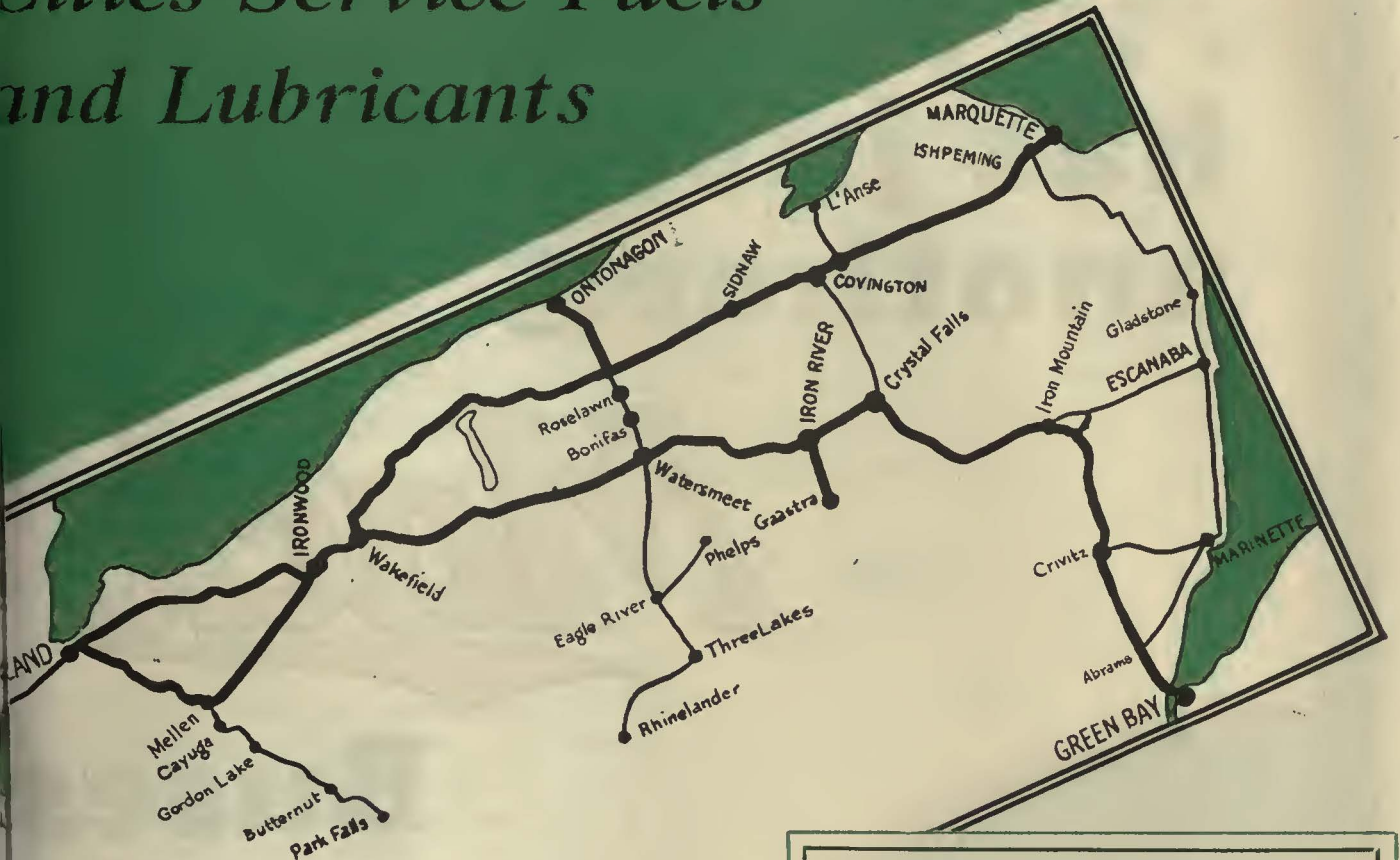 Cities Service Fuels
and Lubricants
MARQUETTE
ISHPEMING
L'Anse
ONTONAGON
SIDNAW
COVINGTON
Gladstone
ESCANABA
Iron Mountain
Crystal Falls
IRON RIVER
Roselawn
Bonifas
Watersmeet
Gaastra
IRONWOOD
Wakefield
Phelps
Crivitz
MARINETTE
Eagle River
Three Lakes
LAND
Abrams
Rhinelander
GREEN BAY
Mellen
Cayuga
Gordon Lake
Butternut
Park Falls